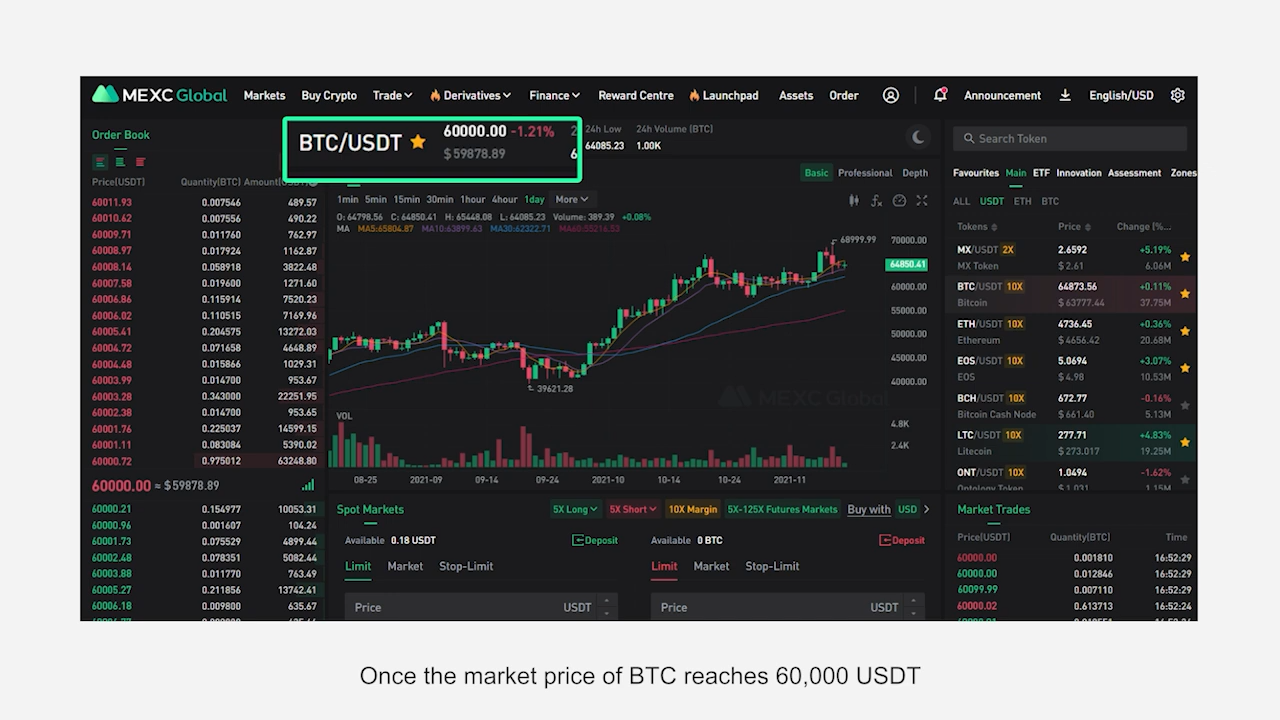 MEXC Global Markets Buy Crypto Trade Derivatives Finance Reward Centre Launchpad Assets Order Announcement English/USD
Order Book
Price(USDT) Quantity(BTC)
60011.93 0.007546 489.57
60010.62 0.007556 490.22
60009.71 0.011760 762.97
60008.97 0.017924 1162.87
60008.14 0.058918 3822.48
60007.58 0.019600 1271.60
60006.86 0.115914 7520.23
60006.02 0.110515 7169.96
60005.41 0.204575 13272.03
60004.72 0.071658 4648.89
60004.48 0.015866 1029.31
60003.99 0.014700 953.67
60003.28 0.343000 22251.95
60002.38 0.014700 953.65
60001.76 0.225037 14599.15
60001.11 0.083084 5390.02
60000.72 0.975012 63248.80
60000.00 ≈ $59878.89
60000.21 0.154977 10053.31
60000.96 0.001607 104.24
60001.73 0.075529 4899.44
60002.48 0.078351 5082.44
60003.88 0.011770 763.49
60005.27 0.211856 13742.41
60006.18 0.009800 635.67
BTC/USDT
60000.00 -1.21%
$59878.89
24h Low 24h Volume (BTC)
64085.23 1.00K
Basic Professional Depth
1min 5min 15min 30min 1hour 4hour 1day More
O: 64798.56 C: 64850.41 H: 65448.08 L: 64085.23 Volume: 389.39 +0.08%
MA MA5:65804.87 MA10:63899.63 MA30:62322.71 MA60:55216.53
68999.99
39621.28
70000.00
64850.41
60000.00
55000.00
50000.00
45000.00
40000.00
MEXC Global
VOL
4.8K
2.4K
08-25 2021-09 09-14 09-24 2021-10 10-14 10-24 2021-11
Spot Markets 5X Long 5X Short 10X Margin 5X-125X Futures Markets Buy with USD
Available 0.18 USDT Deposit
Limit Market Stop-Limit
Price USDT
Available 0 BTC Deposit
Limit Market Stop-Limit
Price USDT
Search Token
Favourites Main ETF Innovation Assessment Zones
ALL USDT ETH BTC
Tokens Price Change (%...
MX/USDT 2X 2.6592 +5.19%
MX Token $2.61 6.06M
BTC/USDT 10X 64873.56 +0.11%
Bitcoin $63777.44 37.75M
ETH/USDT 10X 4736.45 +0.36%
Ethereum $4656.42 20.68M
EOS/USDT 10X 5.0694 +3.07%
EOS $4.98 10.53M
BCH/USDT 10X 672.77 -0.16%
Bitcoin Cash Node $661.40 5.13M
LTC/USDT 10X 277.71 +4.83%
Litecoin $273.017 19.25M
ONT/USDT 10X 1.0494 -1.62%
Ontology Token $1.031 1.15M
Market Trades
Price(USDT) Quantity(BTC) Time
60000.00 0.001810 16:52:29
60000.00 0.012846 16:52:29
60099.99 0.007110 16:52:29
60000.02 0.613713 16:52:24
Once the market price of BTC reaches 60,000 USDT